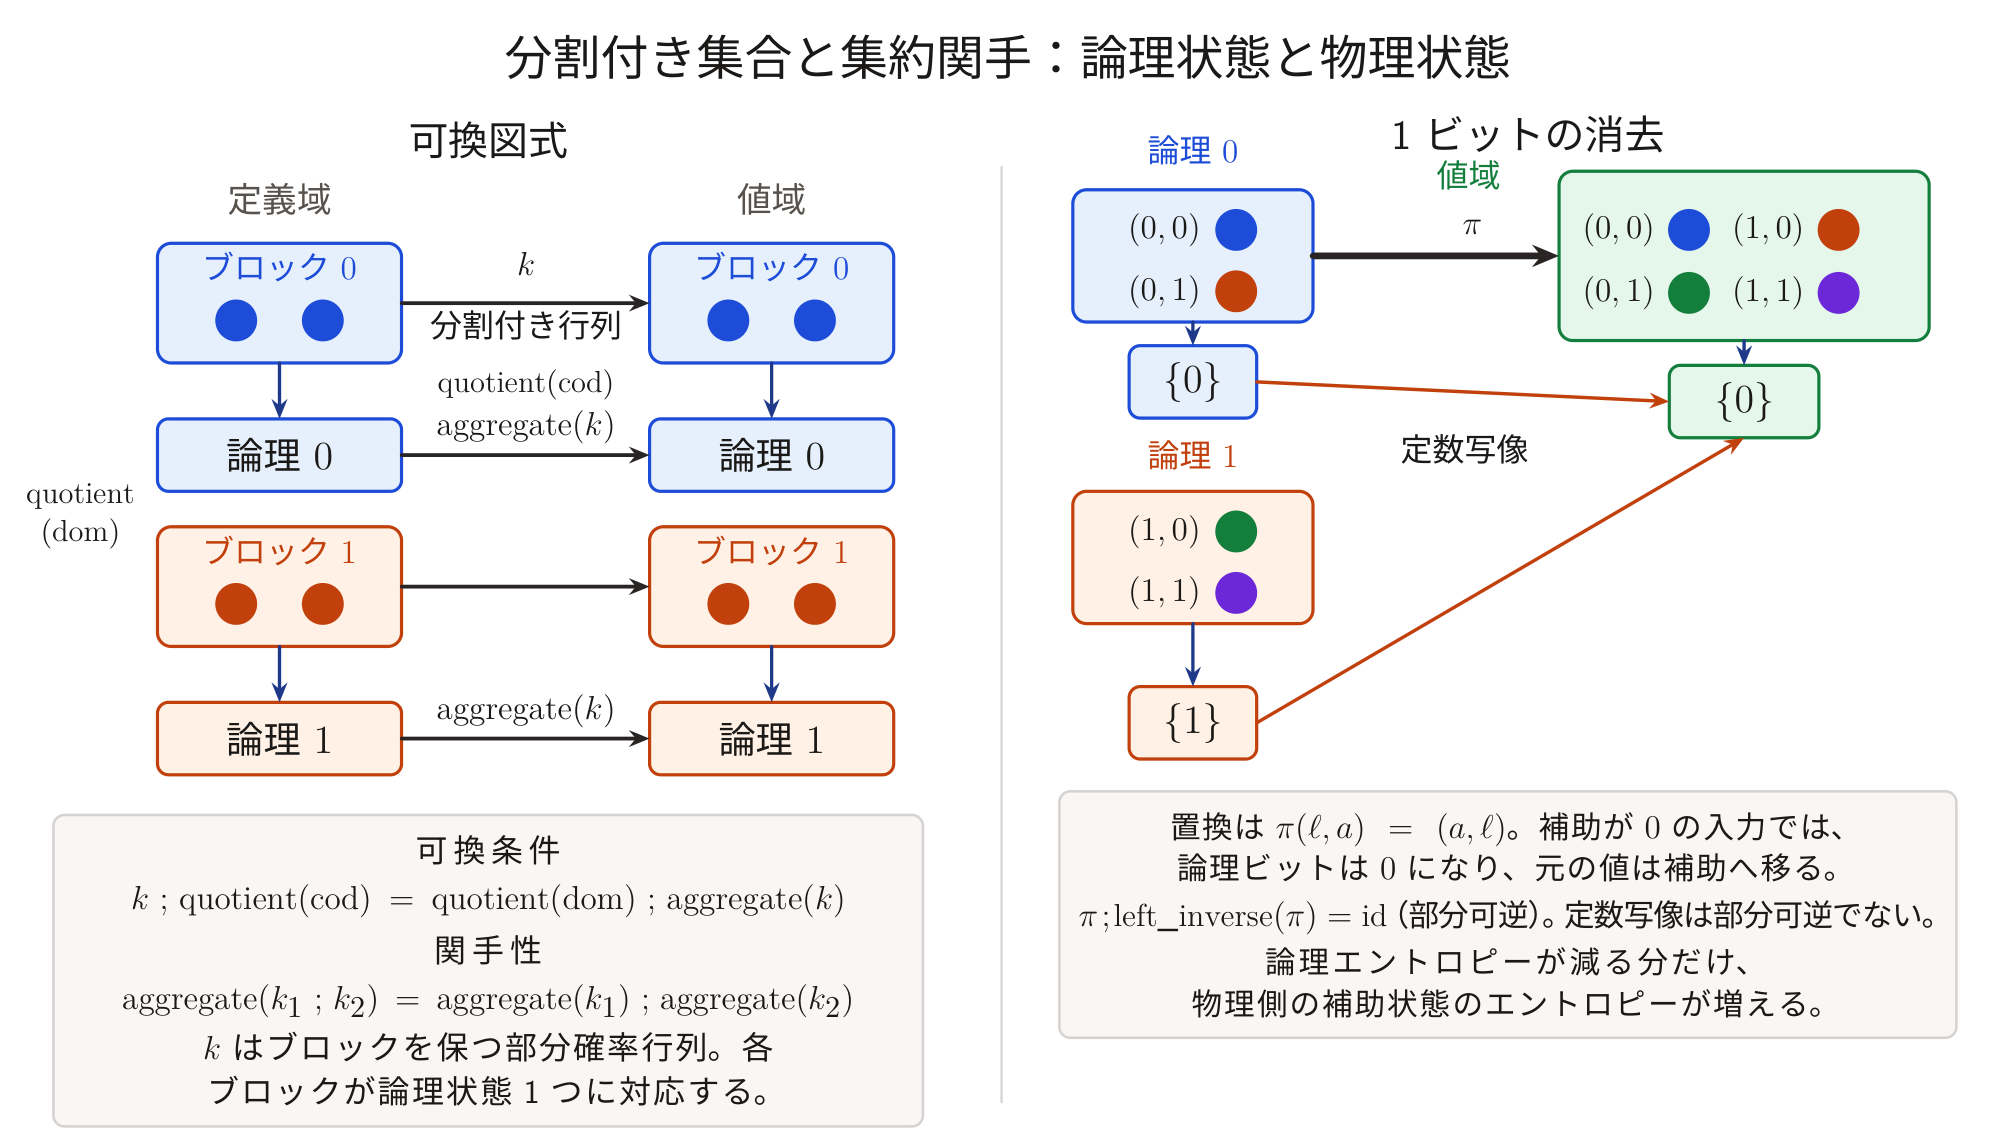 分割付き集合と集約関手：論理状態と物理状態
可換図式
定義域
値域
ブロック 0
k
ブロック 0
分割付き行列
quotient(cod)
aggregate(k)
論理 0
論理 0
quotient
(dom)
ブロック 1
ブロック 1
aggregate(k)
論理 1
論理 1
可換条件
k ; quotient(cod) = quotient(dom) ; aggregate(k)
関手性
aggregate(k₁ ; k₂) = aggregate(k₁) ; aggregate(k₂)
k はブロックを保つ部分確率行列。各
ブロックが論理状態 1 つに対応する。
1 ビットの消去
論理 0
値域
(0, 0)
(0, 1)
π
(0, 0) (1, 0)
(0, 1) (1, 1)
{0}
{0}
定数写像
論理 1
(1, 0)
(1, 1)
{1}
置換は π(ℓ, a) = (a, ℓ)。補助が 0 の入力では、
論理ビットは 0 になり、元の値は補助へ移る。
π ; left_inverse(π) = id（部分可逆）。定数写像は部分可逆でない。
論理エントロピーが減る分だけ、
物理側の補助状態のエントロピーが増える。